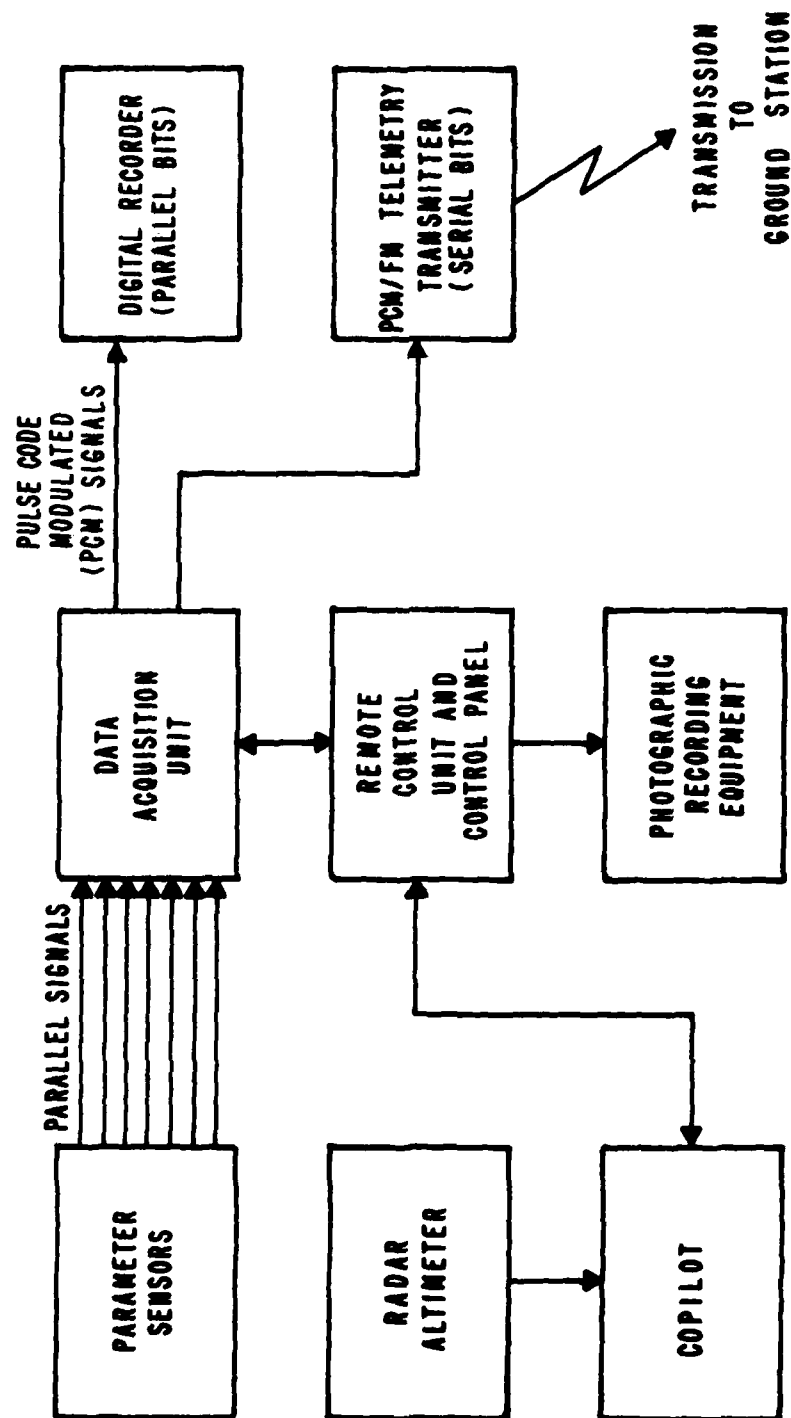 PARAMETER
SENSORS
PARALLEL SIGNALS
DATA
ACQUISITION
UNIT
PULSE CODE
MODULATED
(PCM) SIGNALS
DIGITAL RECORDER
(PARALLEL BITS)
RADAR
ALTIMETER
REMOTE
CONTROL
UNIT AND
CONTROL PANEL
PCM/FM TELEMETRY
TRANSMITTER
(SERIAL BITS)
COPILOT
PHOTOGRAPHIC
RECORDING
EQUIPMENT
TRANSMISSION
TO
GROUND STATION